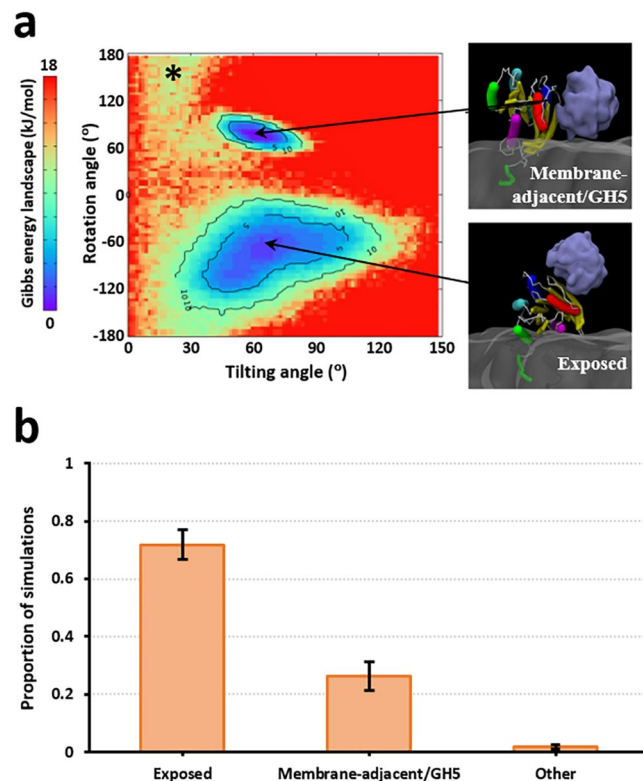 a
Gibbs energy landscape (kJ/mol)
18
0
Rotation angle (°)
180
120
60
0
-60
-120
-180
*
5
10
10
5
5
10
10
10
0
0
30
60
90
120
150
Tilting angle (°)
Membrane-
adjacent/GH5
Exposed
b
Proportion of simulations
1
0.8
0.6
0.4
0.2
0
Exposed
Membrane-adjacent/GH5
Other